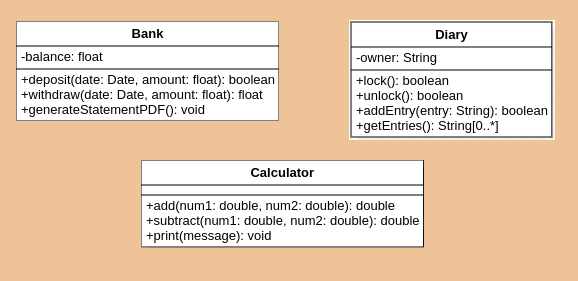 Bank
-balance: float
+deposit(date: Date, amount: float): boolean
+withdraw(date: Date, amount: float): float
+generateStatementPDF(): void
Diary
-owner: String
+lock(): boolean
+unlock(): boolean
+addEntry(entry: String): boolean
+getEntries(): String[0..*]
Calculator
+add(num1: double, num2: double): double
+subtract(num1: double, num2: double): double
+print(message): void